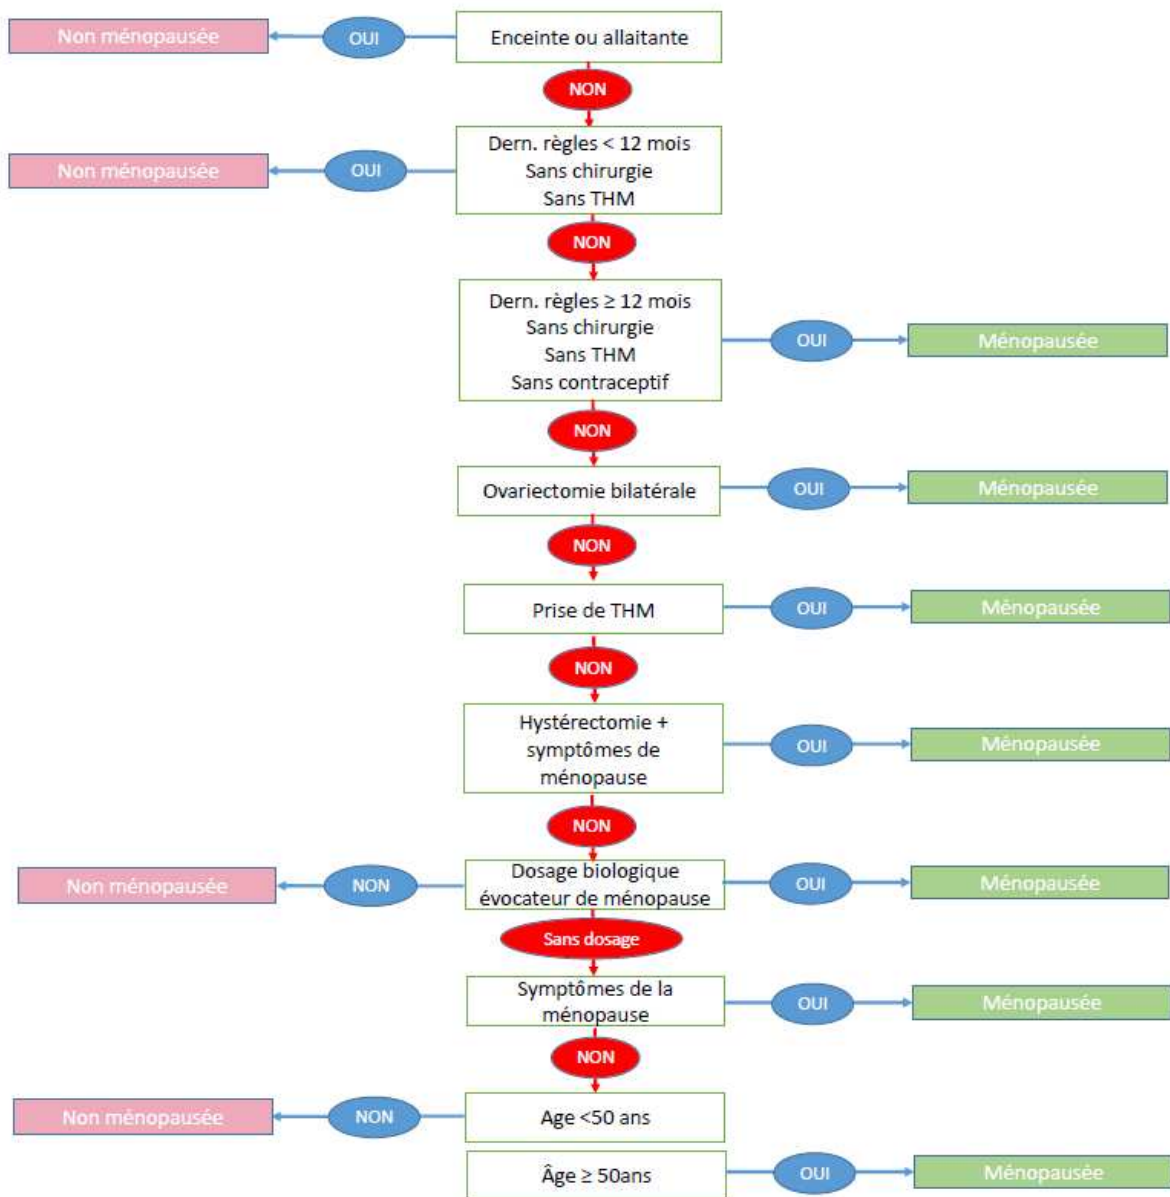 Non ménopausée
OUI
Enceinte ou allaitante
NON
Non ménopausée
OUI
Dern. règles < 12 mois
Sans chirurgie
Sans THM
NON
Dern. règles ≥ 12 mois
Sans chirurgie
Sans THM
Sans contraceptif
OUI
Ménopausée
NON
Ovariectomie bilatérale
OUI
Ménopausée
NON
Prise de THM
OUI
Ménopausée
NON
Hystérectomie +
symptômes de
ménopause
OUI
Ménopausée
NON
Non ménopausée
NON
Dosage biologique
évocateur de ménopause
OUI
Ménopausée
Sans dosage
Symptômes de la
ménopause
OUI
Ménopausée
NON
Non ménopausée
NON
Age <50 ans
Âge ≥ 50ans
OUI
Ménopausée